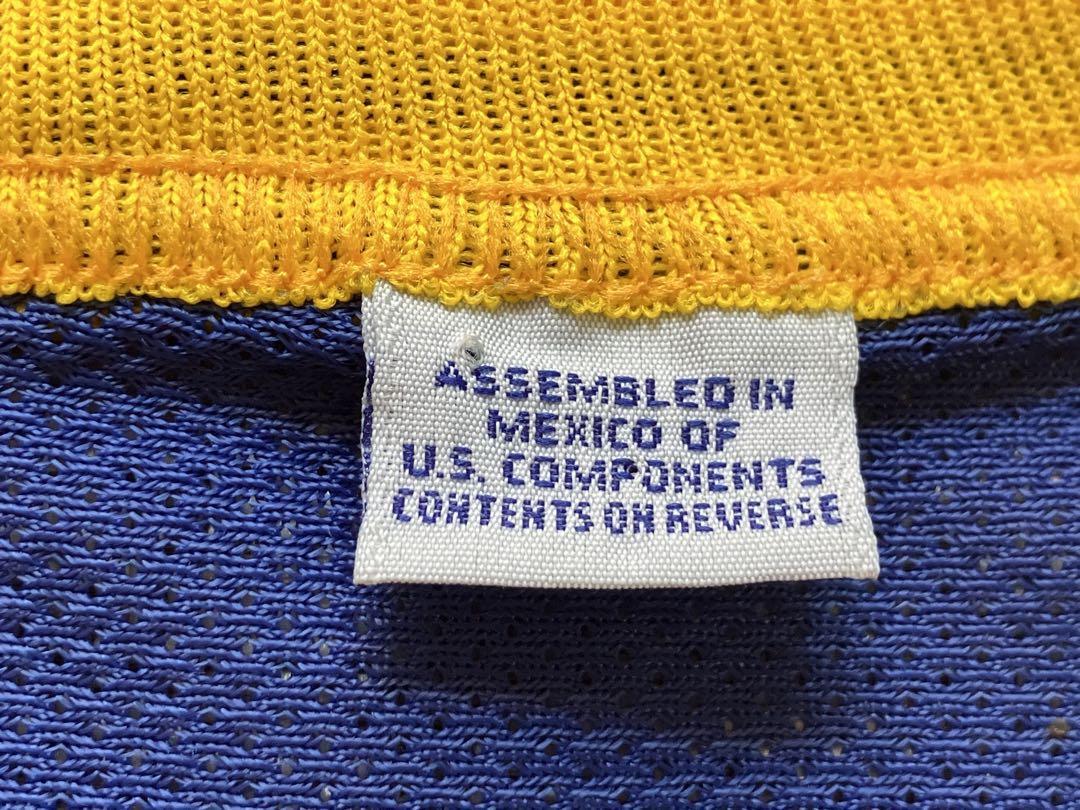 ASSEMBLED IN
MEXICO OF
U.S. COMPONENTS
CONTENTS ON REVERSE